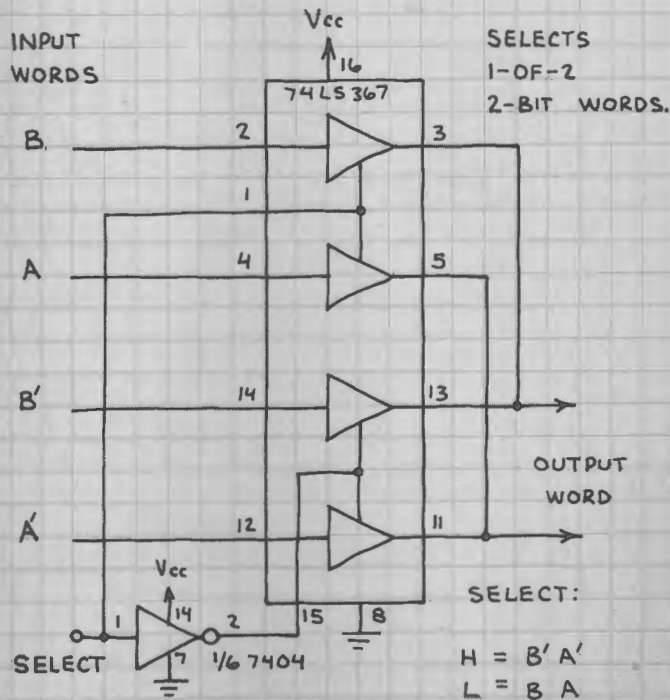 INPUT
WORDS
Vcc
16
SELECTS
1-OF-2
2-BIT WORDS.
74LS367
B
2
3
1
A
4
5
B'
14
13
OUTPUT
WORD
A'
12
11
Vcc
SELECT:
1
14
2
15
8
SELECT
7
1/6 7404
H = B' A'
L = B A